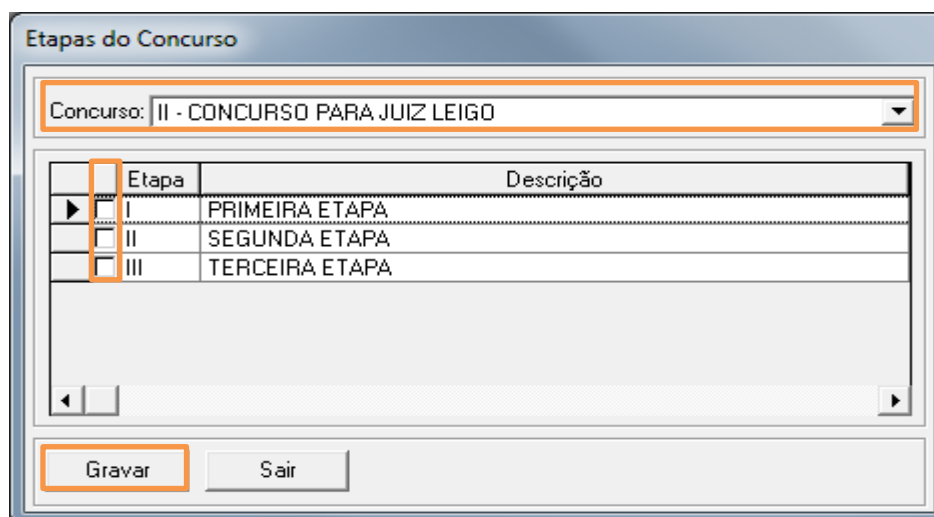 Etapas do Concurso
Concurso: II - CONCURSO PARA JUIZ LEIGO
Etapa Descrição
I PRIMEIRA ETAPA
II SEGUNDA ETAPA
III TERCEIRA ETAPA
Gravar Sair